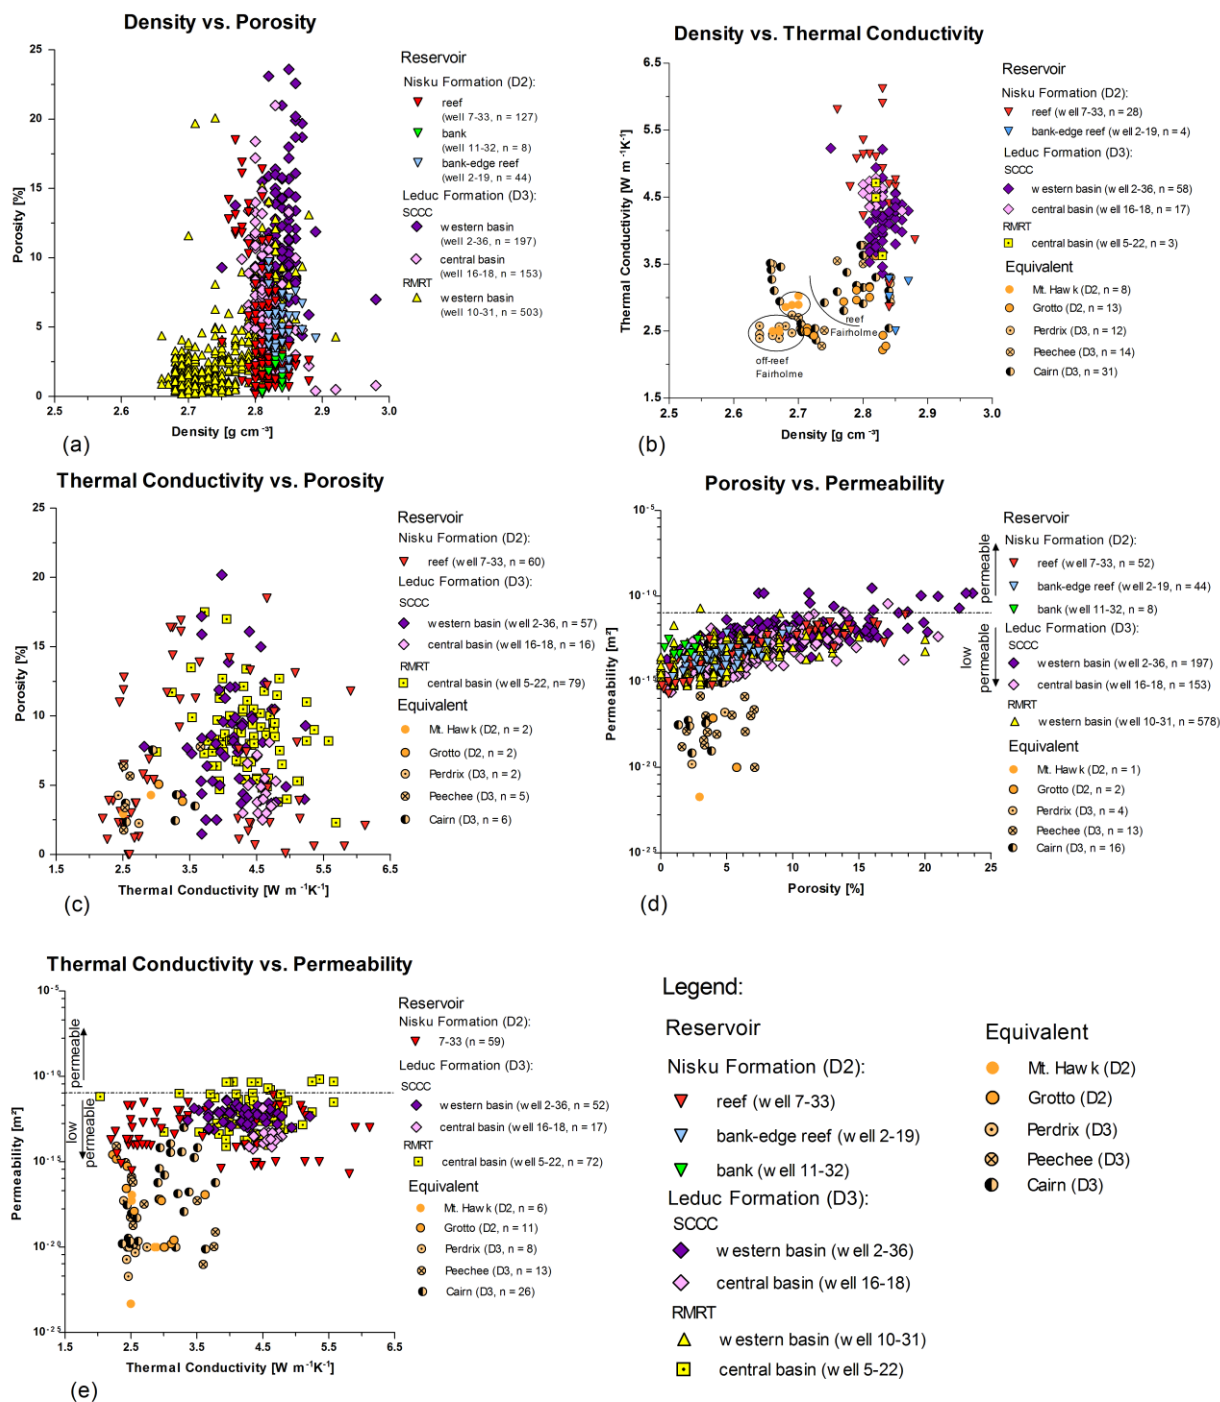 Density vs. Porosity
25
20
15
10
5
0
2.5
2.6
2.7
2.8
2.9
3.0
Porosity [%]
Density [g cm⁻³]
(a)
Reservoir
Nisku Formation (D2):
reef
(well 7-33, n = 127)
bank
(well 11-32, n = 8)
bank-edge reef
(well 2-19, n = 44)
Leduc Formation (D3):
SCCC
western basin
(well 2-36, n = 197)
central basin
(well 16-18, n = 153)
RMRT
western basin
(well 10-31, n = 503)
Density vs. Thermal Conductivity
6.5
5.5
4.5
3.5
2.5
1.5
2.5
2.6
2.7
2.8
2.9
3.0
Thermal Conductivity [W m⁻¹K⁻¹]
Density [g cm⁻³]
reef
Fairholme
off-reef
Fairholme
(b)
Reservoir
Nisku Formation (D2):
reef (well 7-33, n = 28)
bank-edge reef (well 2-19, n = 4)
Leduc Formation (D3):
SCCC
western basin (well 2-36, n = 58)
central basin (well 16-18, n = 17)
RMRT
central basin (well 5-22, n = 3)
Equivalent
Mt. Hawk (D2, n = 8)
Grotto (D2, n = 13)
Perdrix (D3, n = 12)
Peechee (D3, n = 14)
Cairn (D3, n = 31)
Thermal Conductivity vs. Porosity
25
20
15
10
5
0
1.5
2.5
3.5
4.5
5.5
6.5
Porosity [%]
Thermal Conductivity [W m⁻¹K⁻¹]
(c)
Reservoir
Nisku Formation (D2):
reef (well 7-33, n = 60)
Leduc Formation (D3):
SCCC
western basin (well 2-36, n = 57)
central basin (well 16-18, n = 16)
RMRT
central basin (well 5-22, n = 79)
Equivalent
Mt. Hawk (D2, n = 2)
Grotto (D2, n = 2)
Perdrix (D3, n = 2)
Peechee (D3, n = 5)
Cairn (D3, n = 6)
Porosity vs. Permeability
10⁻⁵
10⁻¹⁰
10⁻¹⁵
10⁻²⁰
10⁻²⁵
0
5
10
15
20
25
Permeability [m²]
Porosity [%]
permeable
low
permeable
(d)
Reservoir
Nisku Formation (D2):
reef (well 7-33, n = 52)
bank-edge reef (well 2-19, n = 44)
bank (well 11-32, n = 8)
Leduc Formation (D3):
SCCC
western basin (well 2-36, n = 197)
central basin (well 16-18, n = 153)
RMRT
western basin (well 10-31, n = 578)
Equivalent
Mt. Hawk (D2, n = 1)
Grotto (D2, n = 2)
Perdrix (D3, n = 4)
Peechee (D3, n = 13)
Cairn (D3, n = 16)
Thermal Conductivity vs. Permeability
10⁻⁵
10⁻¹⁰
10⁻¹⁵
10⁻²⁰
10⁻²⁵
1.5
2.5
3.5
4.5
5.5
6.5
Permeability [m²]
Thermal Conductivity [W m⁻¹K⁻¹]
permeable
low
permeable
(e)
Reservoir
Nisku Formation (D2):
7-33 (n = 59)
Leduc Formation (D3):
SCCC
western basin (well 2-36, n = 52)
central basin (well 16-18, n = 17)
RMRT
central basin (well 5-22, n = 72)
Equivalent
Mt. Hawk (D2, n = 6)
Grotto (D2, n = 11)
Perdrix (D3, n = 8)
Peechee (D3, n = 13)
Cairn (D3, n = 26)
Legend:
Reservoir
Nisku Formation (D2):
reef (well 7-33)
bank-edge reef (well 2-19)
bank (well 11-32)
Leduc Formation (D3):
SCCC
western basin (well 2-36)
central basin (well 16-18)
RMRT
western basin (well 10-31)
central basin (well 5-22)
Equivalent
Mt. Hawk (D2)
Grotto (D2)
Perdrix (D3)
Peechee (D3)
Cairn (D3)